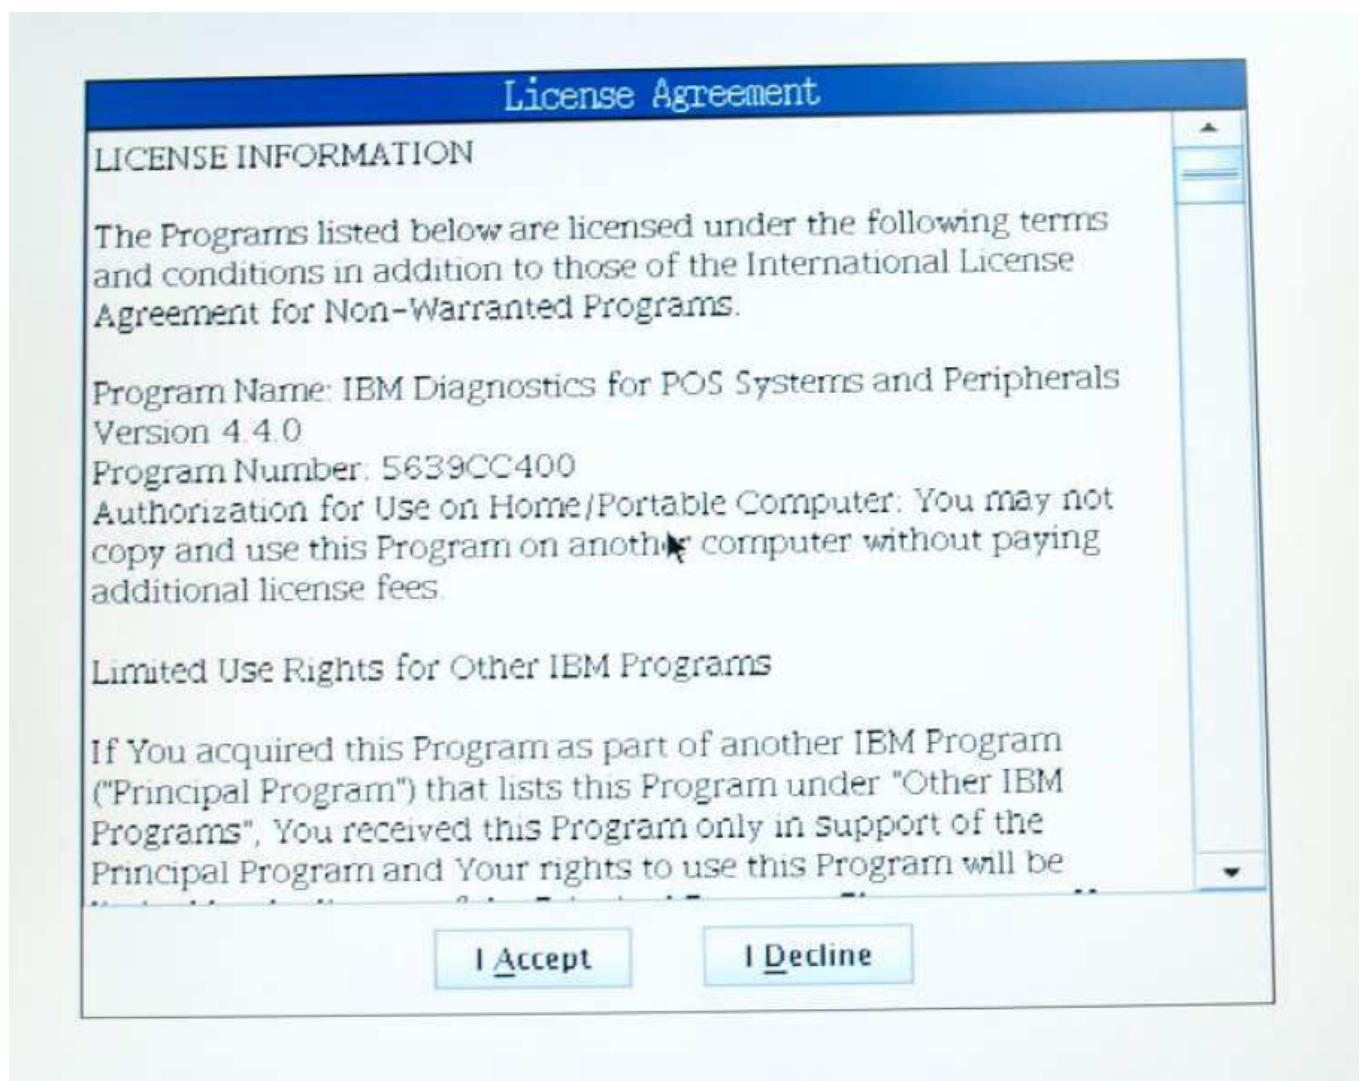 License Agreement
LICENSE INFORMATION
The Programs listed below are licensed under the following terms
and conditions in addition to those of the International License
Agreement for Non-Warranted Programs.
Program Name: IBM Diagnostics for POS Systems and Peripherals
Version 4.4.0
Program Number: 5639CC400
Authorization for Use on Home/Portable Computer: You may not
copy and use this Program on another computer without paying
additional license fees.
Limited Use Rights for Other IBM Programs
If You acquired this Program as part of another IBM Program
("Principal Program") that lists this Program under "Other IBM
Programs", You received this Program only in support of the
Principal Program and Your rights to use this Program will be
I Accept
I Decline